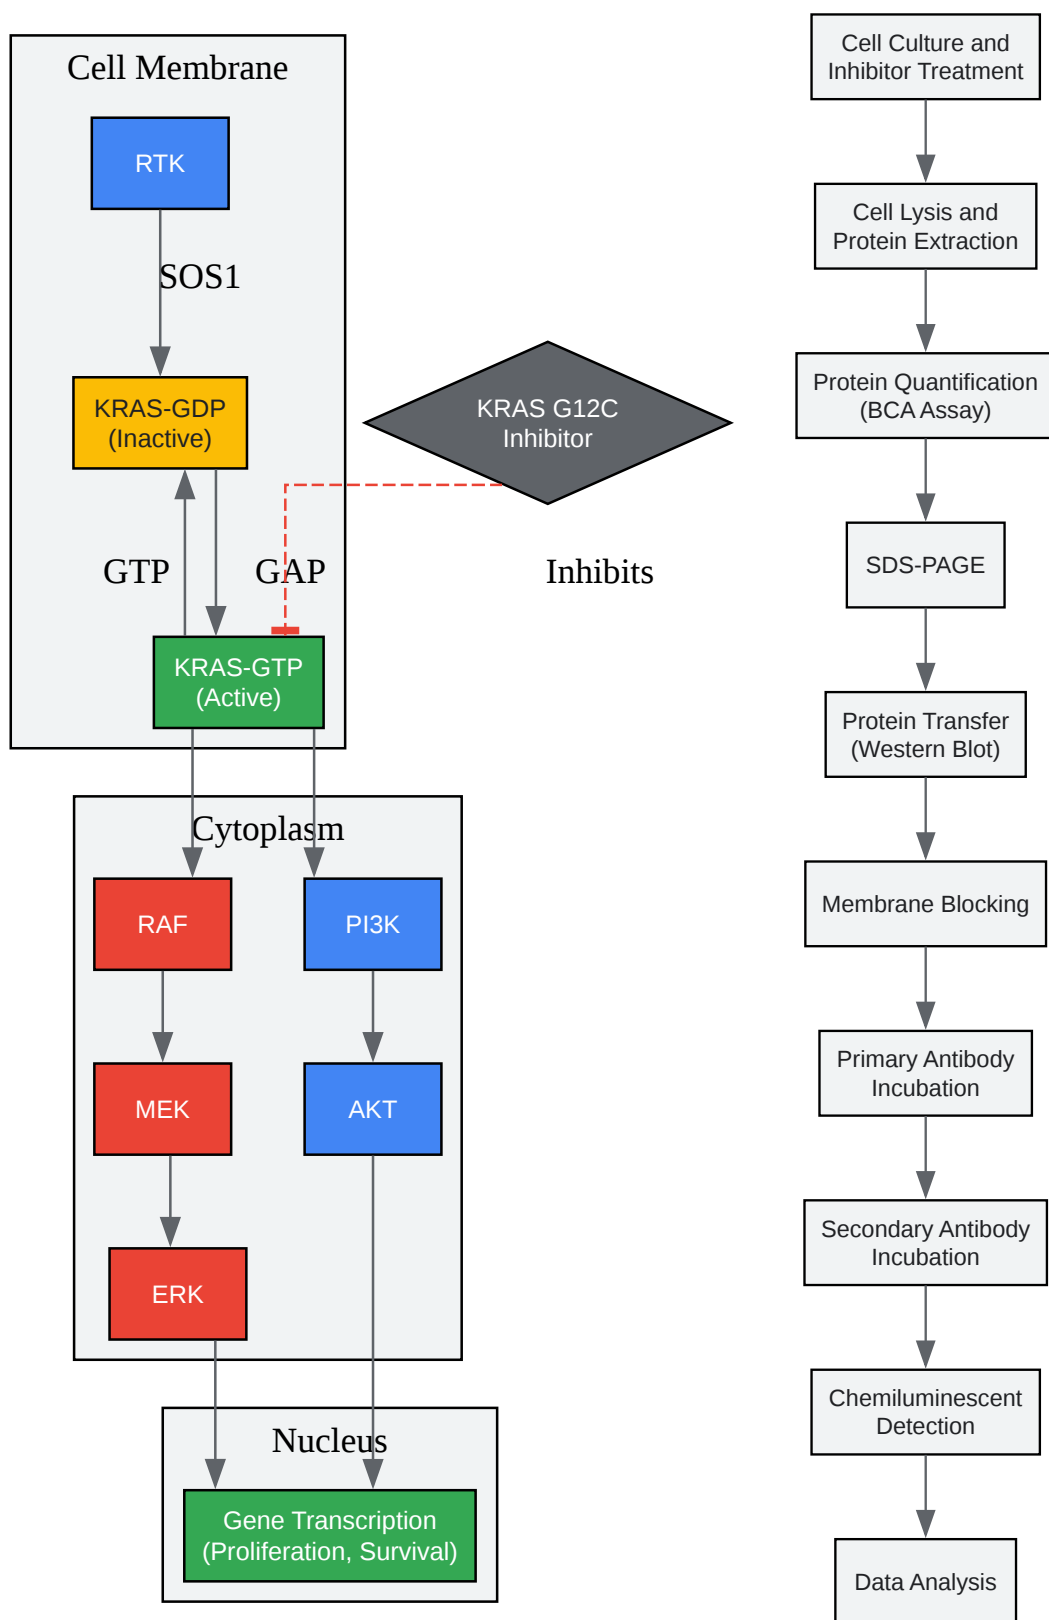 Cell Membrane
RTK
SOS1
KRAS-GDP
(Inactive)
GTP
GAP
KRAS-GTP
(Active)
KRAS G12C
Inhibitor
Inhibits
Cytoplasm
RAF
PI3K
MEK
AKT
ERK
Nucleus
Gene Transcription
(Proliferation, Survival)
Cell Culture and
Inhibitor Treatment
Cell Lysis and
Protein Extraction
Protein Quantification
(BCA Assay)
SDS-PAGE
Protein Transfer
(Western Blot)
Membrane Blocking
Primary Antibody
Incubation
Secondary Antibody
Incubation
Chemiluminescent
Detection
Data Analysis